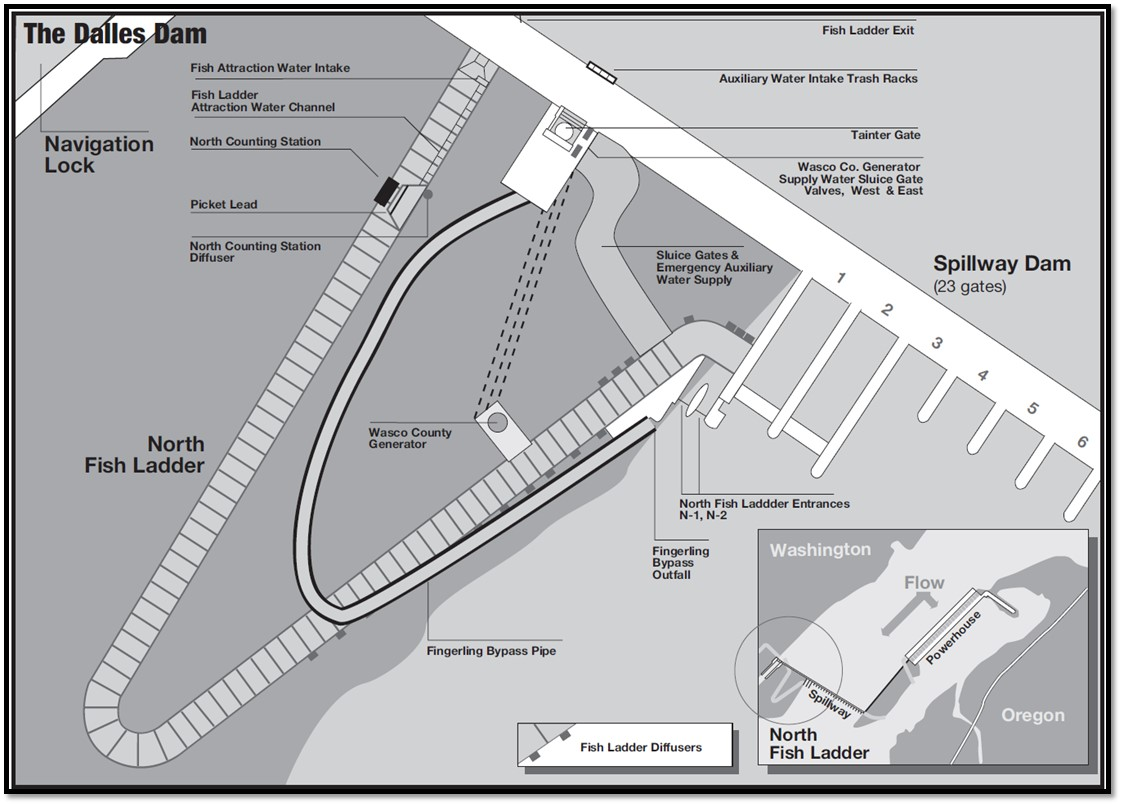 The Dalles Dam
Fish Ladder Exit
Fish Attraction Water Intake
Auxiliary Water Intake Trash Racks
Fish Ladder
Attraction Water Channel
North Counting Station
Tainter Gate
Navigation
Lock
Wasco Co. Generator
Supply Water Sluice Gate
Valves, West & East
Picket Lead
North Counting Station
Diffuser
Sluice Gates &
Emergency Auxiliary
Water Supply
Spillway Dam
(23 gates)
1
2
3
4
5
6
Wasco County
Generator
North
Fish Ladder
North Fish Laddder Entrances
N-1, N-2
Fingerling
Bypass
Outfall
Fingerling Bypass Pipe
Fish Ladder Diffusers
Washington
Flow
Powerhouse
Spillway
Oregon
North
Fish Ladder